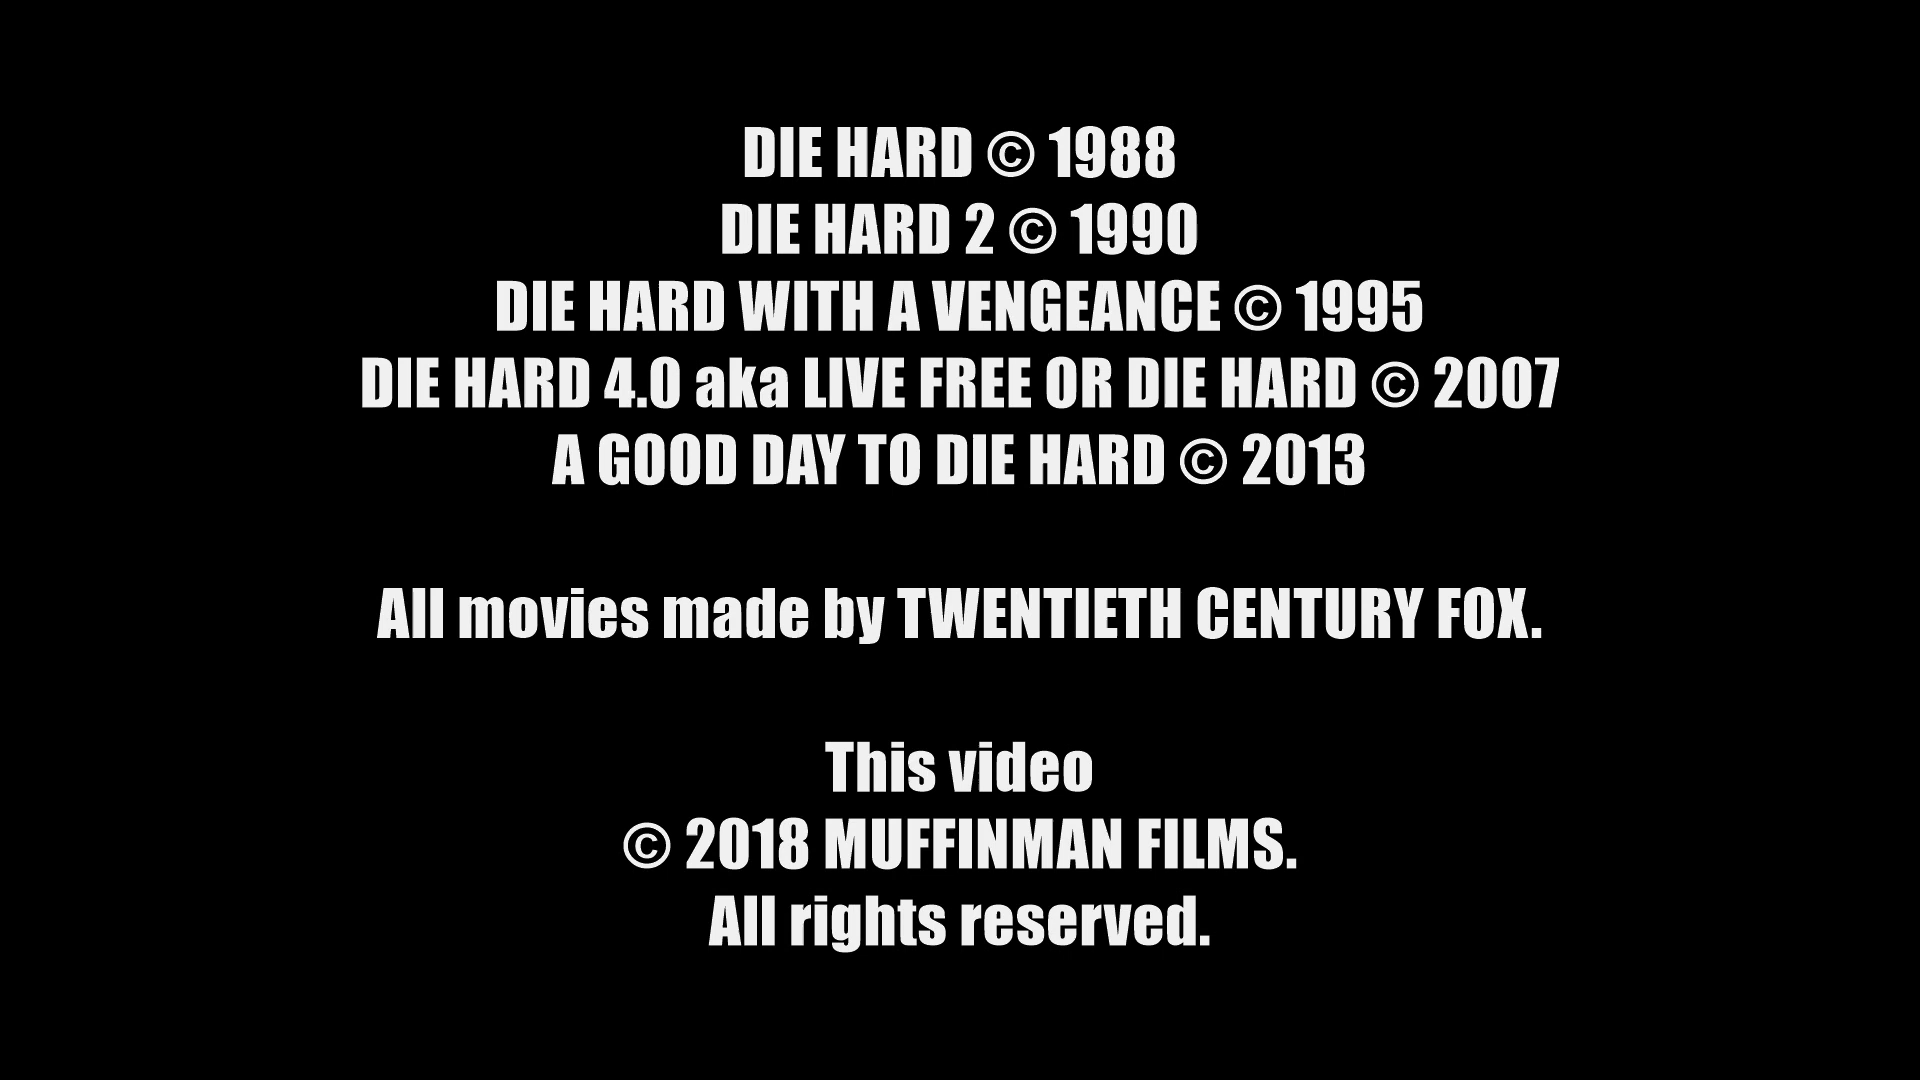 DIE HARD © 1988
DIE HARD 2 © 1990
DIE HARD WITH A VENGEANCE © 1995
DIE HARD 4.0 aka LIVE FREE OR DIE HARD © 2007
A GOOD DAY TO DIE HARD © 2013
All movies made by TWENTIETH CENTURY FOX.
This video
© 2018 MUFFINMAN FILMS.
All rights reserved.